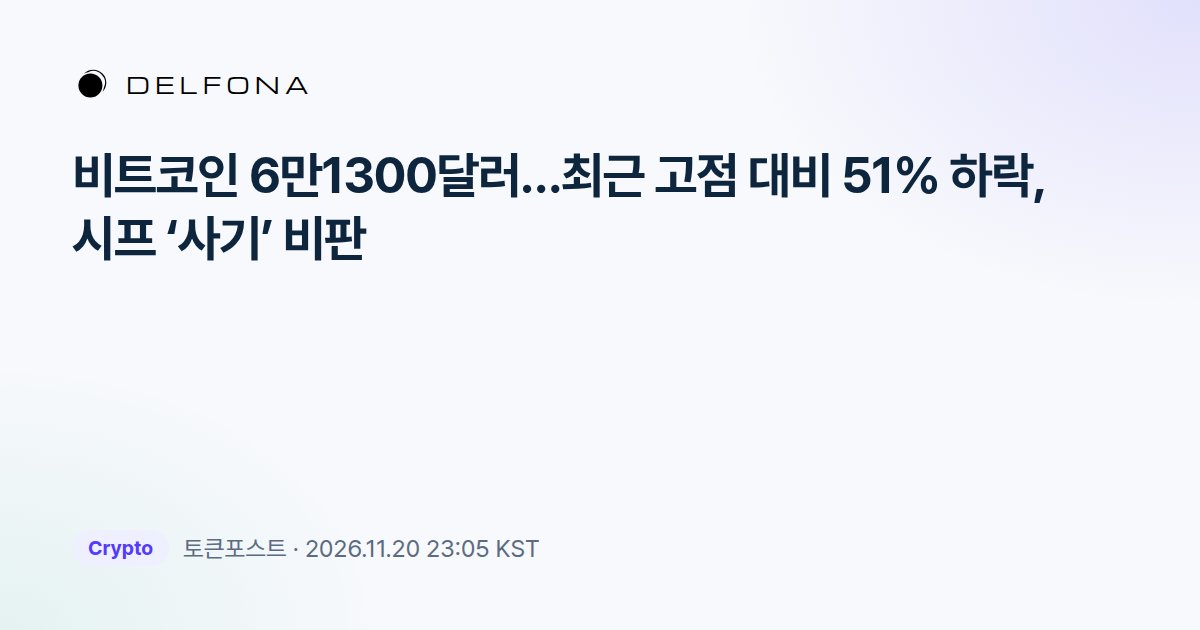 DELFONA
비트코인 6만1300달러…최근 고점 대비 51% 하락,
시프 ‘사기’ 비판
Crypto 토큰포스트 · 2026.11.20 23:05 KST